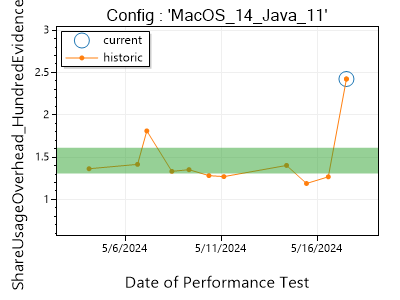 Config : 'MacOS_14_Java_11'
current
historic
ShareUsageOverhead_HundredEvidence
3
2.5
2
1.5
1
5/6/2024
5/11/2024
5/16/2024
Date of Performance Test